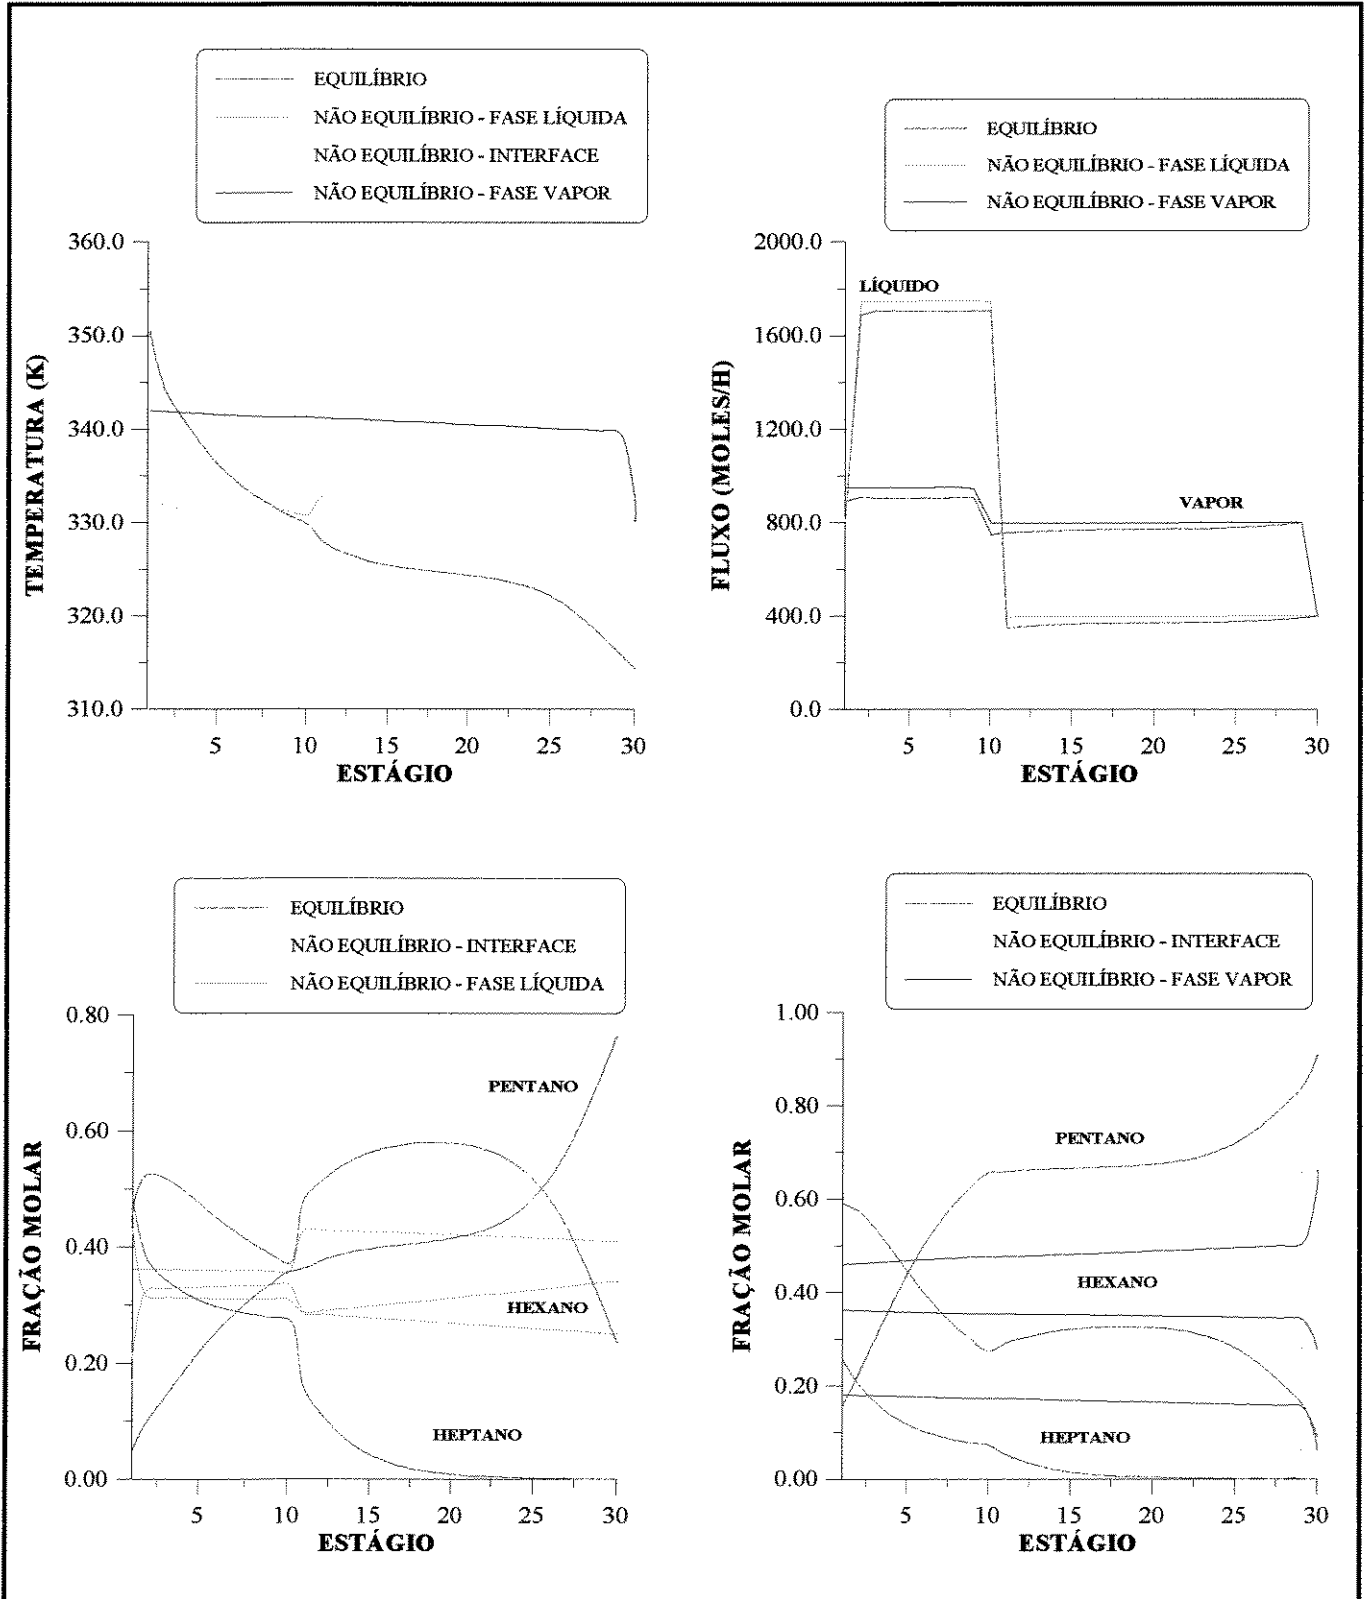 EQUILÍBRIO
NÃO EQUILÍBRIO - FASE LÍQUIDA
NÃO EQUILÍBRIO - INTERFACE
NÃO EQUILÍBRIO - FASE VAPOR
360.0
350.0
340.0
330.0
320.0
310.0
TEMPERATURA (K)
5 10 15 20 25 30
ESTÁGIO
EQUILÍBRIO
NÃO EQUILÍBRIO - FASE LÍQUIDA
NÃO EQUILÍBRIO - FASE VAPOR
2000.0
1600.0
1200.0
800.0
400.0
0.0
FLUXO (MOLES/H)
LÍQUIDO
VAPOR
5 10 15 20 25 30
ESTÁGIO
EQUILÍBRIO
NÃO EQUILÍBRIO - INTERFACE
NÃO EQUILÍBRIO - FASE LÍQUIDA
0.80
0.60
0.40
0.20
0.00
FRAÇÃO MOLAR
PENTANO
HEXANO
HEPTANO
5 10 15 20 25 30
ESTÁGIO
EQUILÍBRIO
NÃO EQUILÍBRIO - INTERFACE
NÃO EQUILÍBRIO - FASE VAPOR
1.00
0.80
0.60
0.40
0.20
0.00
FRAÇÃO MOLAR
PENTANO
HEXANO
HEPTANO
5 10 15 20 25 30
ESTÁGIO